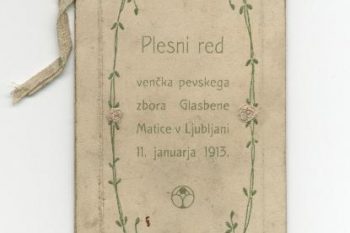 Plesni red
venčka pevskega
zbora Glasbene
Matice v Ljubljani
11. januarja 1913.